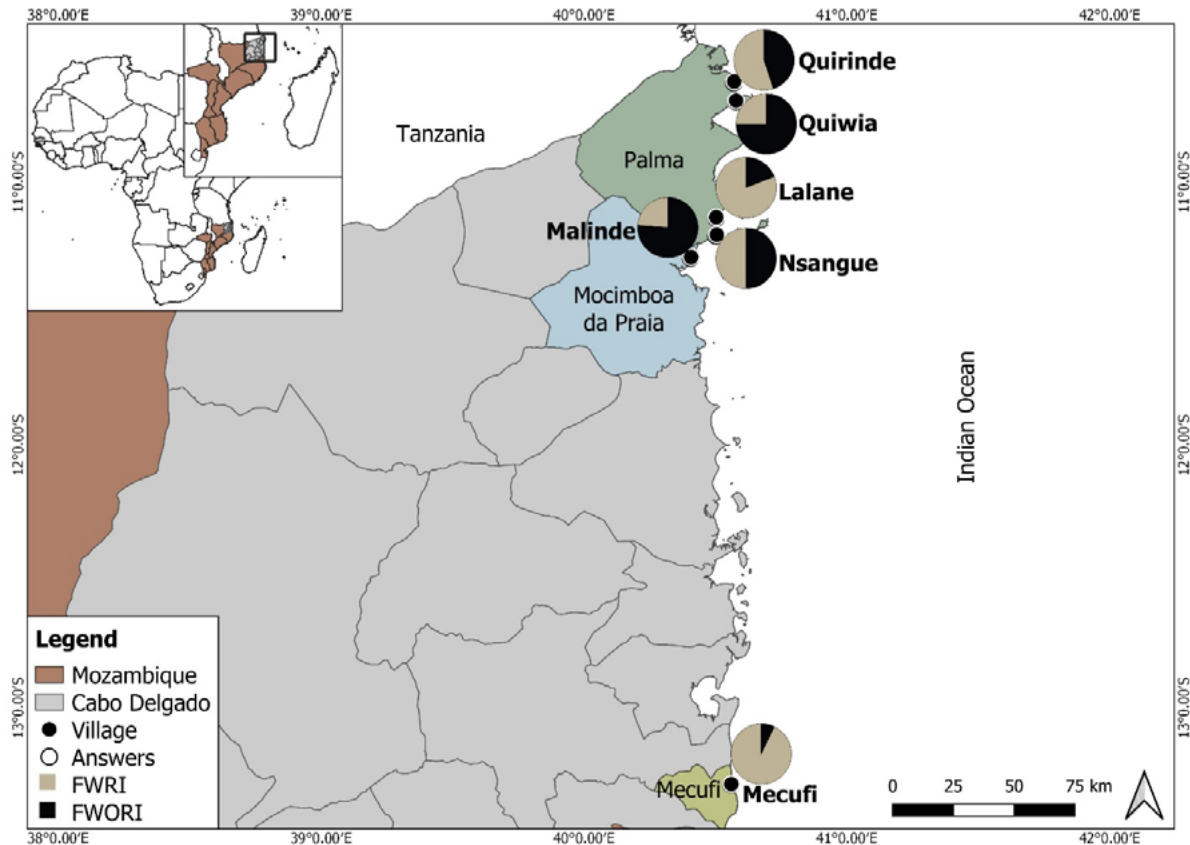 38°0.00'E 39°0.00'E 40°0.00'E 41°0.00'E 42°0.00'E
Quirinde
Tanzania
Quiwia
Palma
11°0.00'S
11°0.00'S
Lalane
Malinde
Nsangue
Mocimboa
da Praia
Indian Ocean
12°0.00'S
12°0.00'S
Legend
Mozambique
Cabo Delgado
Village
Answers
FWRI
FWORI
13°0.00'S
13°0.00'S
Mecufi
Mecufi
0 25 50 75 km
38°0.00'E 39°0.00'E 40°0.00'E 41°0.00'E 42°0.00'E